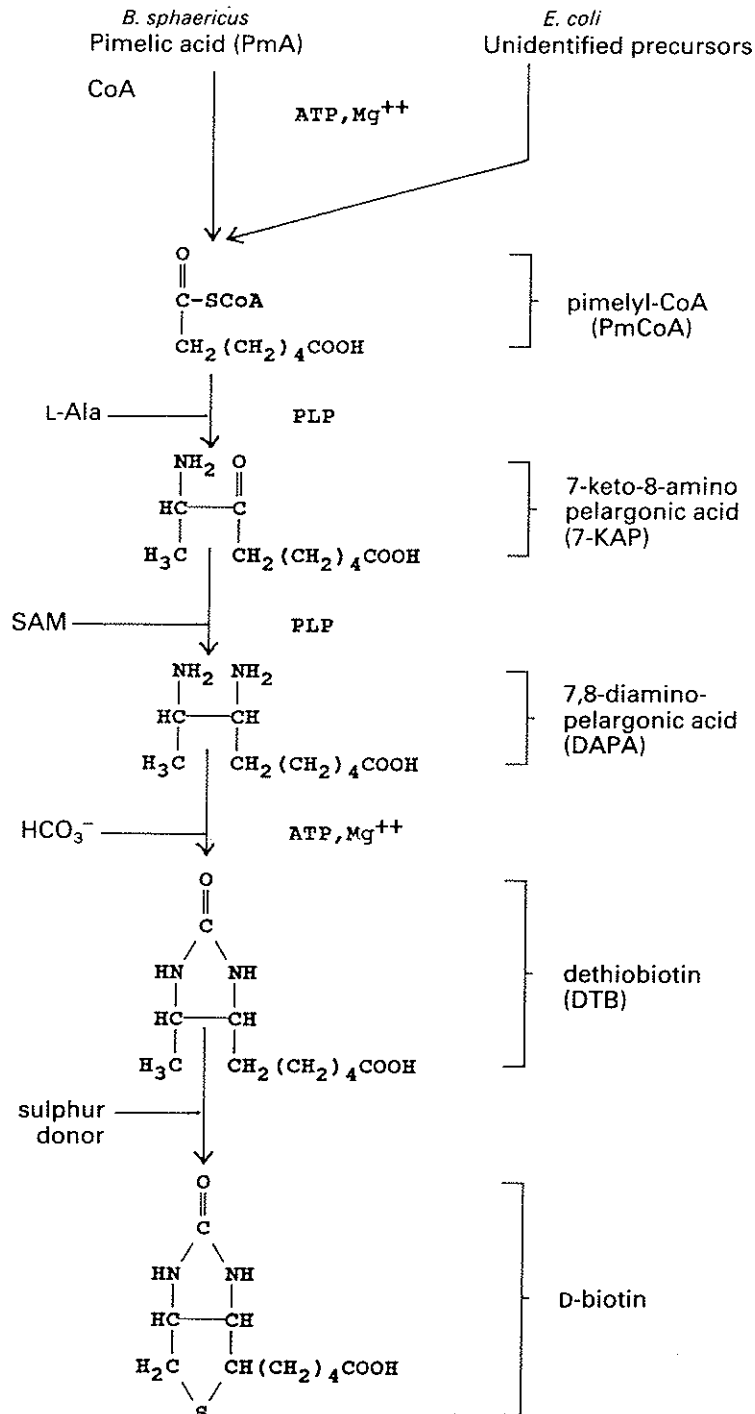 B. sphaericus
Pimelic acid (PmA)
E. coli
Unidentified precursors
CoA
ATP,Mg++
O
C-SCoA
CH2(CH2)4COOH
pimelyl-CoA
(PmCoA)
L-Ala
PLP
NH2 O
HC C
H3C CH2(CH2)4COOH
7-keto-8-amino
pelargonic acid
(7-KAP)
SAM
PLP
NH2 NH2
HC CH
H3C CH2(CH2)4COOH
7,8-diamino-
pelargonic acid
(DAPA)
HCO3−
ATP,Mg++
O
C
HN NH
HC CH
H3C CH2(CH2)4COOH
dethiobiotin
(DTB)
sulphur
donor
O
C
HN NH
HC CH
H2C CH(CH2)4COOH
S
D-biotin